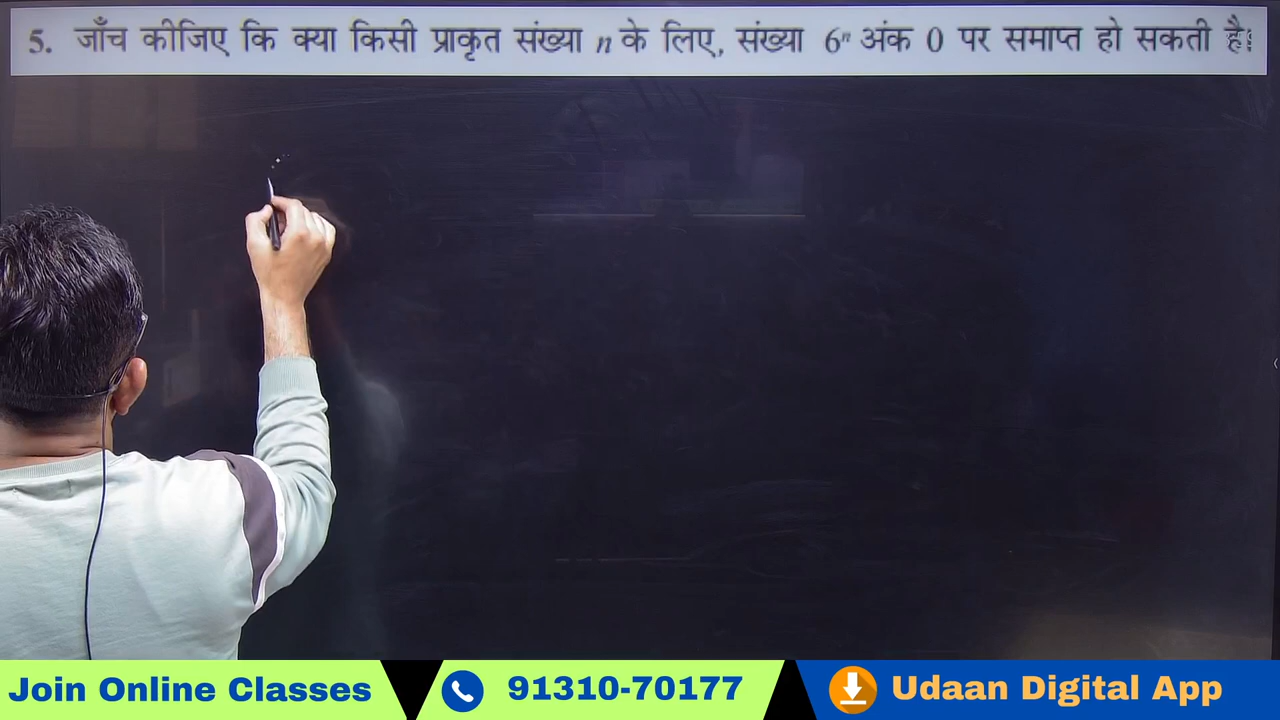 5. जाँच कीजिए कि क्या किसी प्राकृत संख्या n के लिए, संख्या 6ⁿ अंक 0 पर समाप्त हो सकती है।
Join Online Classes 91310-70177 Udaan Digital App